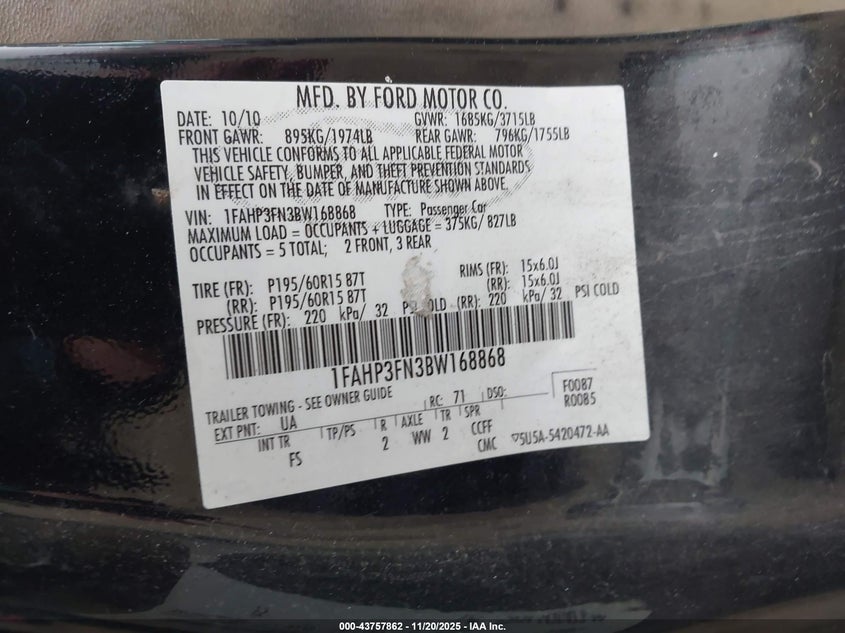 MFD. BY FORD MOTOR CO.
DATE: 10/10 GVWR: 1685KG/3715LB
FRONT GAWR: 895KG/1974LB REAR GAWR: 796KG/1755LB
THIS VEHICLE CONFORMS TO ALL APPLICABLE FEDERAL MOTOR
VEHICLE SAFETY, BUMPER, AND THEFT PREVENTION STANDARDS
IN EFFECT ON THE DATE OF MANUFACTURE SHOWN ABOVE.
VIN: 1FAHP3FN3BW168868 TYPE: Passenger Car
MAXIMUM LOAD = OCCUPANTS + LUGGAGE = 375KG/ 827LB
OCCUPANTS = 5 TOTAL; 2 FRONT, 3 REAR
TIRE (FR): P195/60R15 87T RIMS (FR): 15x6.0J
(RR): P195/60R15 87T (RR): 15x6.0J
PRESSURE (FR): 220 kPa/ 32 PSI COLD (RR): 220 kPa/ 32 PSI COLD
1FAHP3FN3BW168868
TRAILER TOWING - SEE OWNER GUIDE RC: 71 DSO: F0087
R0085
EXT PNT: UA
INT TR TP/PS R AXLE TR SPR
FS 2 WW 2 CCFF
CMC 5U5A-5420472-AA
000-43757862 - 11/20/2025 - IAA Inc.